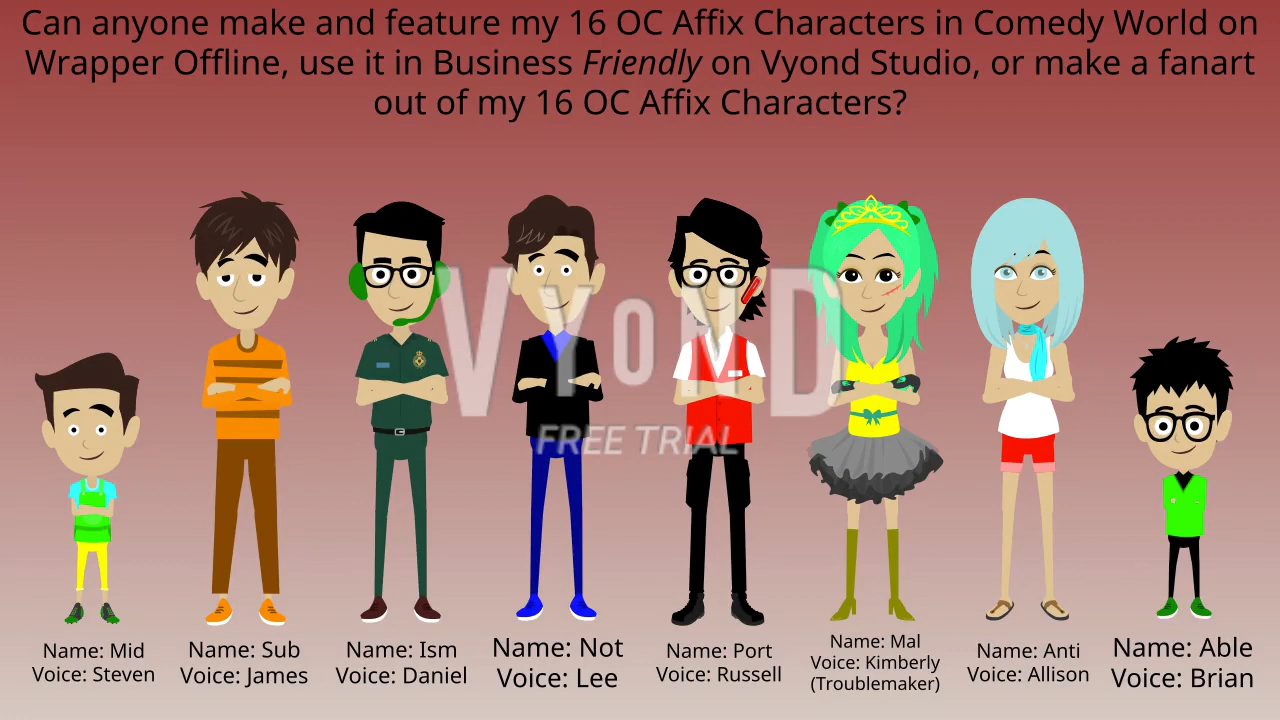 Can anyone make and feature my 16 OC Affix Characters in Comedy World on
Wrapper Offline, use it in Business Friendly on Vyond Studio, or make a fanart
out of my 16 OC Affix Characters?
VYOND
FREE TRIAL
Name: Mid
Voice: Steven
Name: Sub
Voice: James
Name: Ism
Voice: Daniel
Name: Not
Voice: Lee
Name: Port
Voice: Russell
Name: Mal
Voice: Kimberly
(Troublemaker)
Name: Anti
Voice: Allison
Name: Able
Voice: Brian